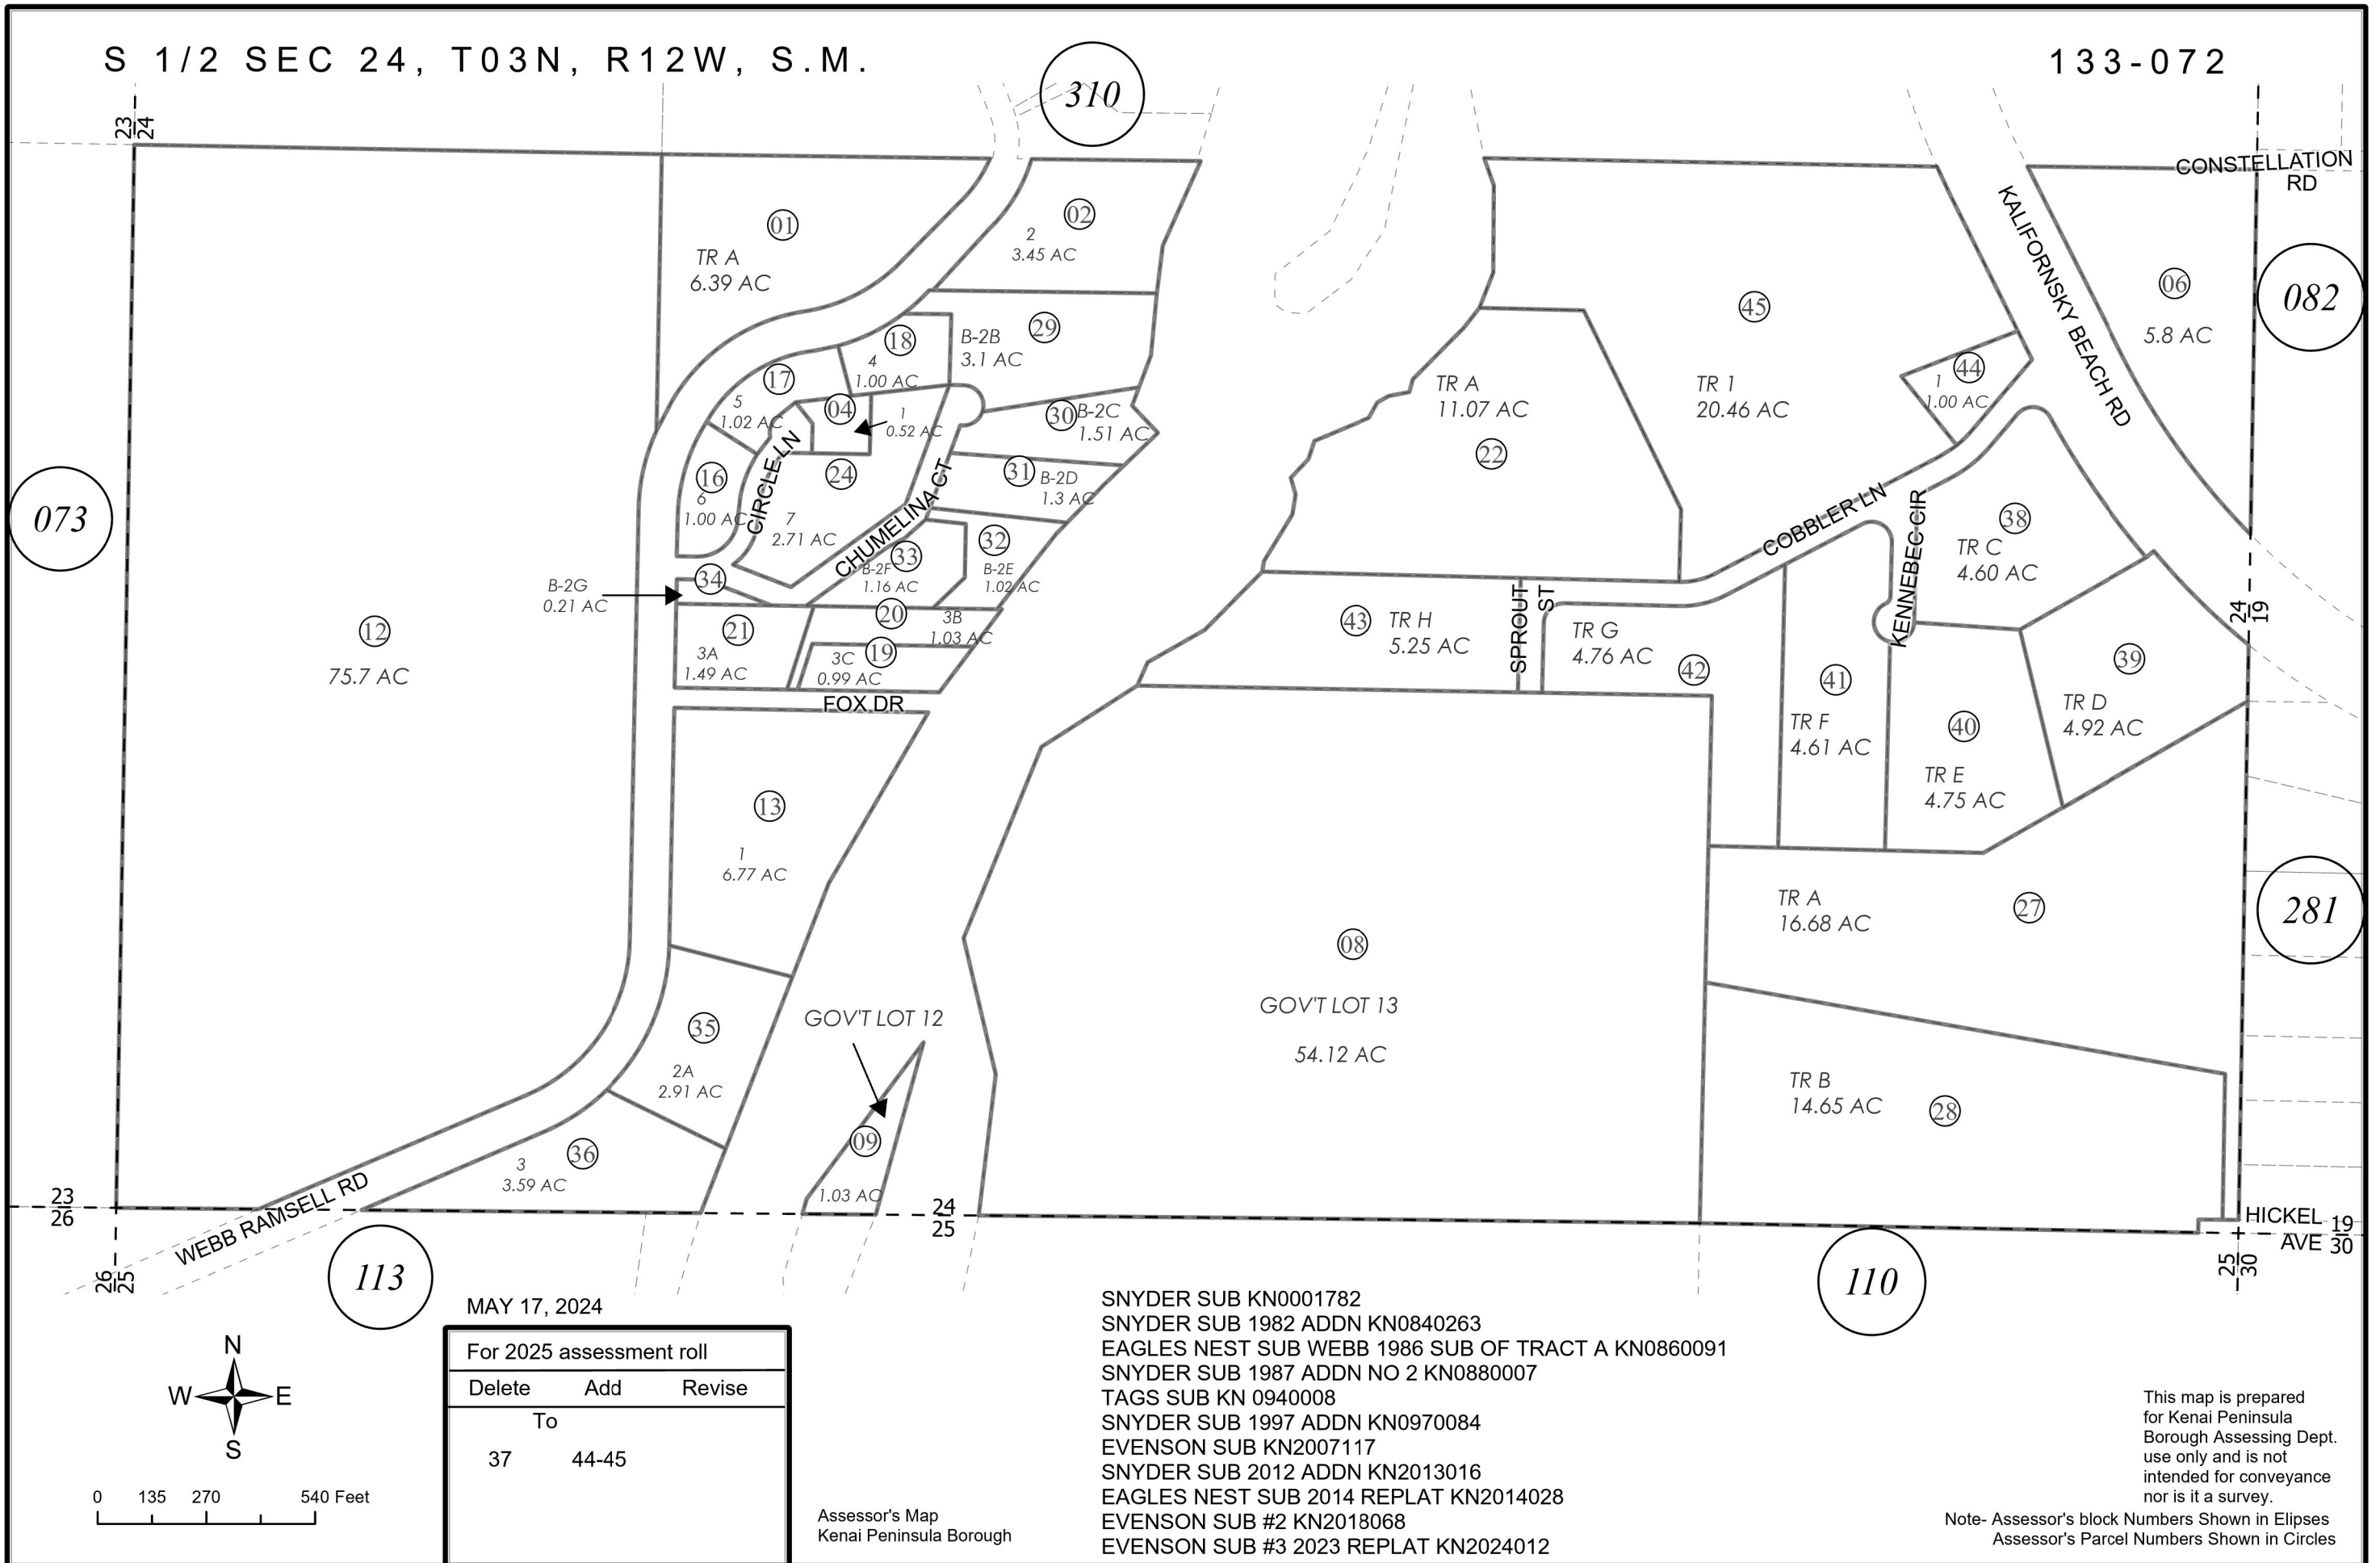 S 1/2 SEC 24, T03N, R12W, S.M.
133-072
310
23
24
CONSTELLATION
RD
01
TR A
6.39 AC
02
2
3.45 AC
KALIFORNSKY BEACH RD
06
5.8 AC
082
45
TR 1
20.46 AC
44
1
1.00 AC
18
4
1.00 AC
B-2B
3.1 AC
29
17
5
1.02 AC
04
1
0.52 AC
30
B-2C
1.51 AC
TR A
11.07 AC
22
16
6
1.00 AC
CIRCLE LN
24
7
2.71 AC
CHUMELINA CT
31
B-2D
1.3 AC
073
32
B-2E
1.02 AC
33
B-2F
1.16 AC
COBBLER LN
KENNEBEC CIR
38
TR C
4.60 AC
B-2G
0.21 AC
34
12
75.7 AC
21
3A
1.49 AC
20
3B
1.03 AC
19
3C
0.99 AC
FOX DR
43
TR H
5.25 AC
SPROUT
ST
TR G
4.76 AC
42
41
TR F
4.61 AC
40
TR E
4.75 AC
39
TR D
4.92 AC
24
19
13
1
6.77 AC
08
GOV'T LOT 13
54.12 AC
TR A
16.68 AC
27
281
35
2A
2.91 AC
GOV'T LOT 12
09
1.03 AC
TR B
14.65 AC
28
36
3
3.59 AC
WEBB RAMSELL RD
23
26
24
25
HICKEL
AVE
19
30
26
25
25
30
113
110
MAY 17, 2024
For 2025 assessment roll
Delete Add Revise
To
37 44-45
N
W E
S
0 135 270 540 Feet
Assessor's Map
Kenai Peninsula Borough
SNYDER SUB KN0001782
SNYDER SUB 1982 ADDN KN0840263
EAGLES NEST SUB WEBB 1986 SUB OF TRACT A KN0860091
SNYDER SUB 1987 ADDN NO 2 KN0880007
TAGS SUB KN 0940008
SNYDER SUB 1997 ADDN KN0970084
EVENSON SUB KN2007117
SNYDER SUB 2012 ADDN KN2013016
EAGLES NEST SUB 2014 REPLAT KN2014028
EVENSON SUB #2 KN2018068
EVENSON SUB #3 2023 REPLAT KN2024012
This map is prepared
for Kenai Peninsula
Borough Assessing Dept.
use only and is not
intended for conveyance
nor is it a survey.
Note- Assessor's block Numbers Shown in Elipses
Assessor's Parcel Numbers Shown in Circles